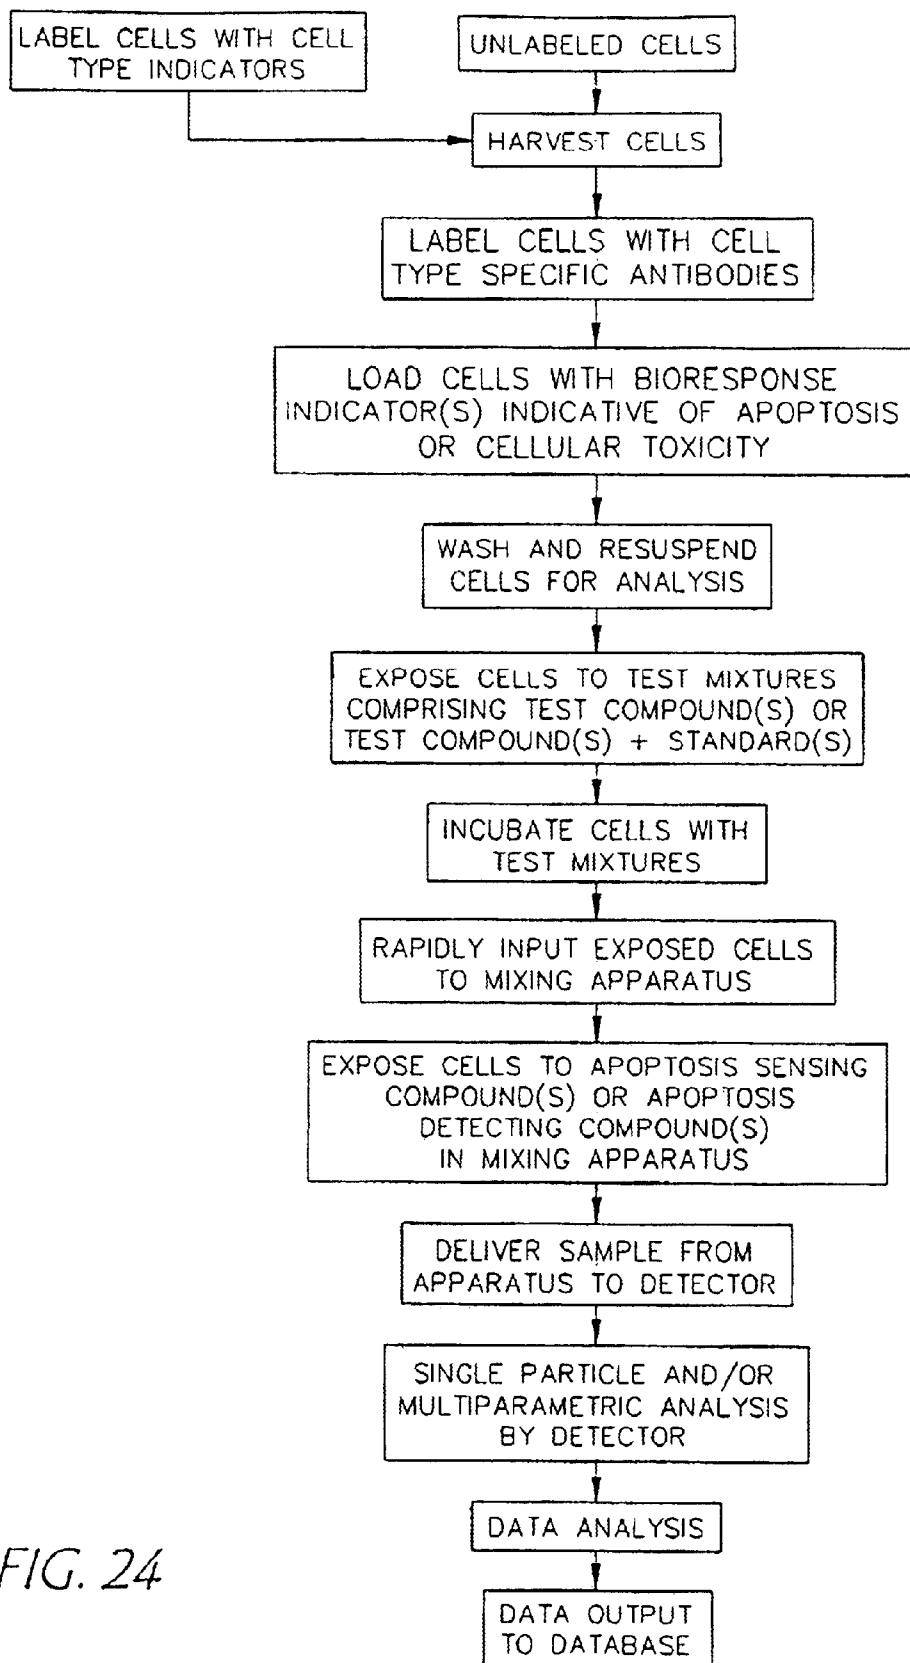 LABEL CELLS WITH CELL
TYPE INDICATORS
UNLABELED CELLS
HARVEST CELLS
LABEL CELLS WITH CELL
TYPE SPECIFIC ANTIBODIES
LOAD CELLS WITH BIORESPONSE
INDICATOR(S) INDICATIVE OF APOPTOSIS
OR CELLULAR TOXICITY
WASH AND RESUSPEND
CELLS FOR ANALYSIS
EXPOSE CELLS TO TEST MIXTURES
COMPRISING TEST COMPOUND(S) OR
TEST COMPOUND(S) + STANDARD(S)
INCUBATE CELLS WITH
TEST MIXTURES
RAPIDLY INPUT EXPOSED CELLS
TO MIXING APPARATUS
EXPOSE CELLS TO APOPTOSIS SENSING
COMPOUND(S) OR APOPTOSIS
DETECTING COMPOUND(S)
IN MIXING APPARATUS
DELIVER SAMPLE FROM
APPARATUS TO DETECTOR
SINGLE PARTICLE AND/OR
MULTIPARAMETRIC ANALYSIS
BY DETECTOR
DATA ANALYSIS
DATA OUTPUT
TO DATABASE
FIG. 24